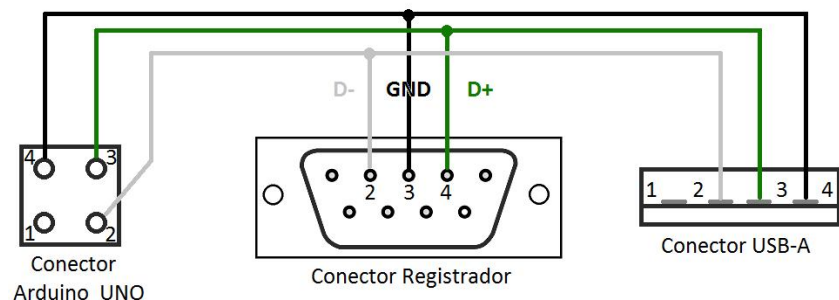 D- GND D+
4 3
1 2
Conector
Arduino UNO
2 3 4
Conector Registrador
1 2 3 4
Conector USB-A